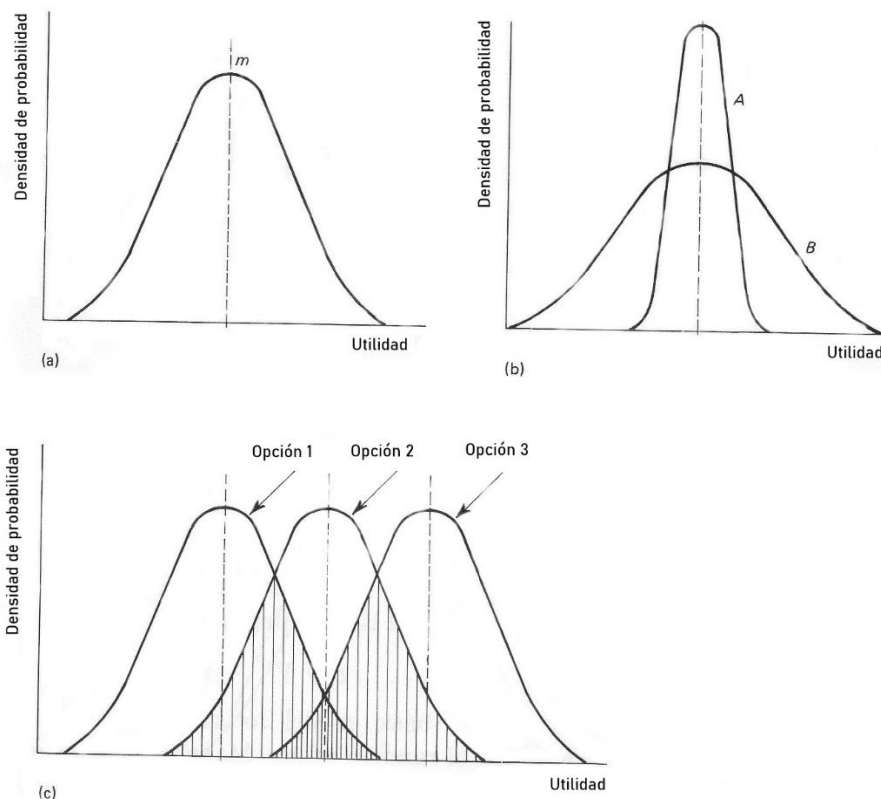 Densidad de probabilidad
m
Utilidad
(a)
Densidad de probabilidad
A
B
Utilidad
(b)
Densidad de probabilidad
Opción 1
Opción 2
Opción 3
Utilidad
(c)